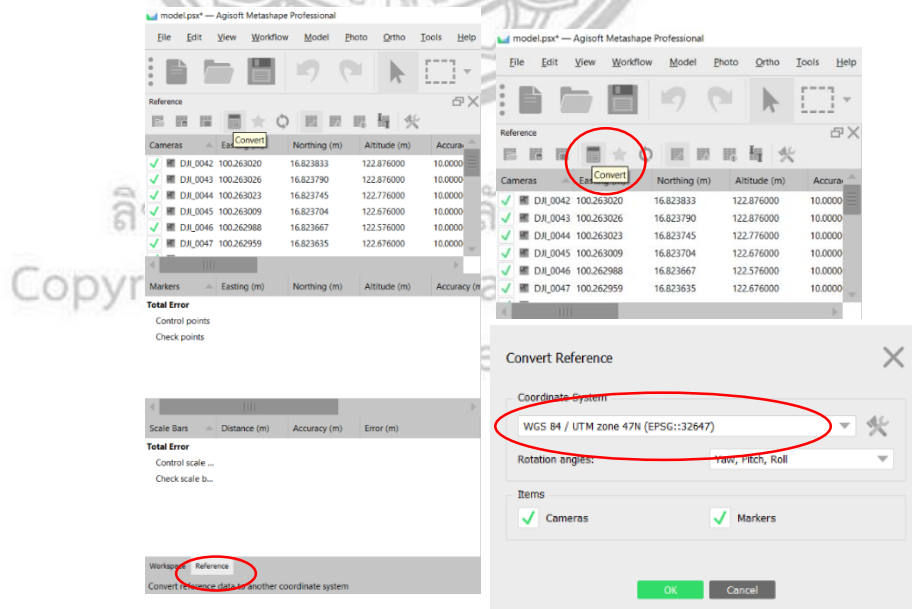 model.psx* — Agisoft Metashape Professional
File Edit View Workflow Model Photo Ortho Tools Help
Reference
Convert
Cameras Northing (m) Altitude (m)
DJI_0042 100.263020 16.823833 122.876000 10.0000
DJI_0043 100.263026 16.823790 122.876000 10.0000
DJI_0044 100.263023 16.823745 122.776000 10.0000
DJI_0045 100.263009 16.823704 122.676000 10.0000
DJI_0046 100.262988 16.823667 122.576000 10.0000
DJI_0047 100.262959 16.823635 122.676000 10.0000
Markers Easting (m) Northing (m) Altitude (m) Accuracy
Total Error
Control points
Check points
Scale Bars Distance (m) Accuracy (m) Error (m)
Total Error
Control scale ...
Check scale b...
Workspace Reference
Convert reference data to another coordinate system
model.psx* — Agisoft Metashape Professional
File Edit View Workflow Model Photo Ortho Tools Help
Reference
Convert
Cameras Northing (m) Altitude (m)
DJI_0042 100.263020 16.823833 122.876000 10.0000
DJI_0043 100.263026 16.823790 122.876000 10.0000
DJI_0044 100.263023 16.823745 122.776000 10.0000
DJI_0045 100.263009 16.823704 122.676000 10.0000
DJI_0046 100.262988 16.823667 122.576000 10.0000
DJI_0047 100.262959 16.823635 122.676000 10.0000
Convert Reference
Coordinate System
WGS 84 / UTM zone 47N (EPSG::32647)
Rotation angles: Yaw, Pitch, Roll
Items
Cameras Markers
OK Cancel